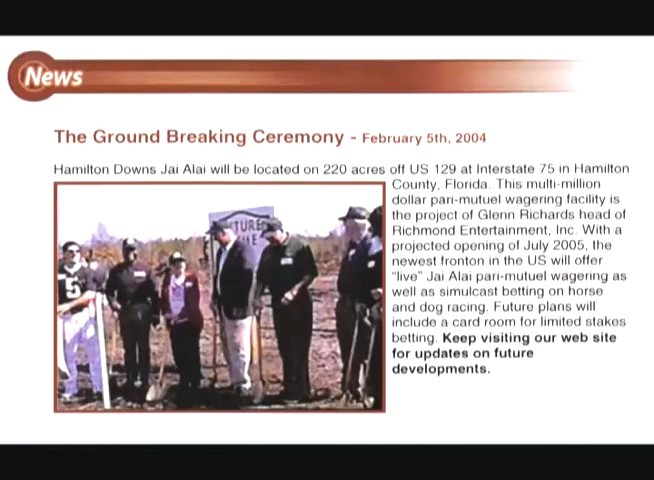 News
The Ground Breaking Ceremony - February 5th, 2004
Hamilton Downs Jai Alai will be located on 220 acres off US 129 at Interstate 75 in Hamilton
County, Florida. This multi-million
dollar pari-mutuel wagering facility is
the project of Glenn Richards head of
Richmond Entertainment, Inc. With a
projected opening of July 2005, the
newest fronton in the US will offer
"live" Jai Alai pari-mutuel wagering as
well as simulcast betting on horse
and dog racing. Future plans will
include a card room for limited stakes
betting. Keep visiting our web site
for updates on future
developments.
5